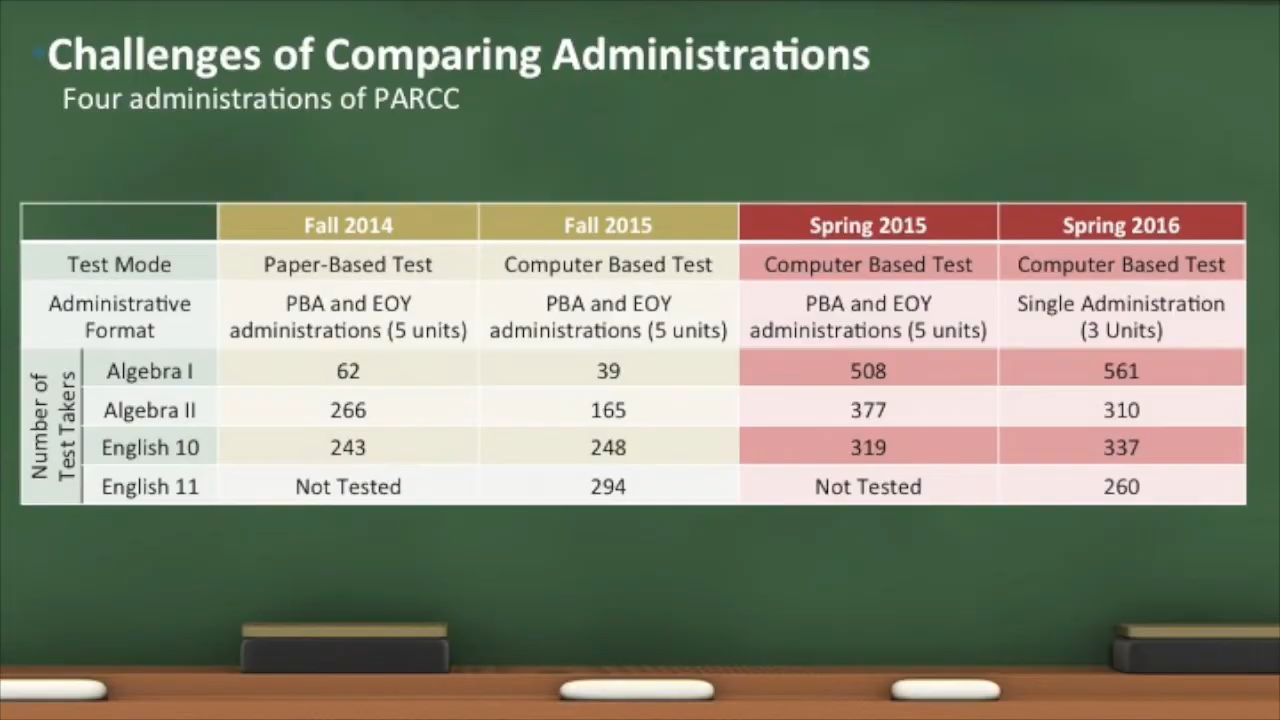 Challenges of Comparing Administrations
Four administrations of PARCC
Fall 2014 Fall 2015 Spring 2015 Spring 2016
Test Mode Paper-Based Test Computer Based Test Computer Based Test Computer Based Test
Administrative Format PBA and EOY administrations (5 units) PBA and EOY administrations (5 units) PBA and EOY administrations (5 units) Single Administration (3 Units)
Number of Test Takers
Algebra I 62 39 508 561
Algebra II 266 165 377 310
English 10 243 248 319 337
English 11 Not Tested 294 Not Tested 260